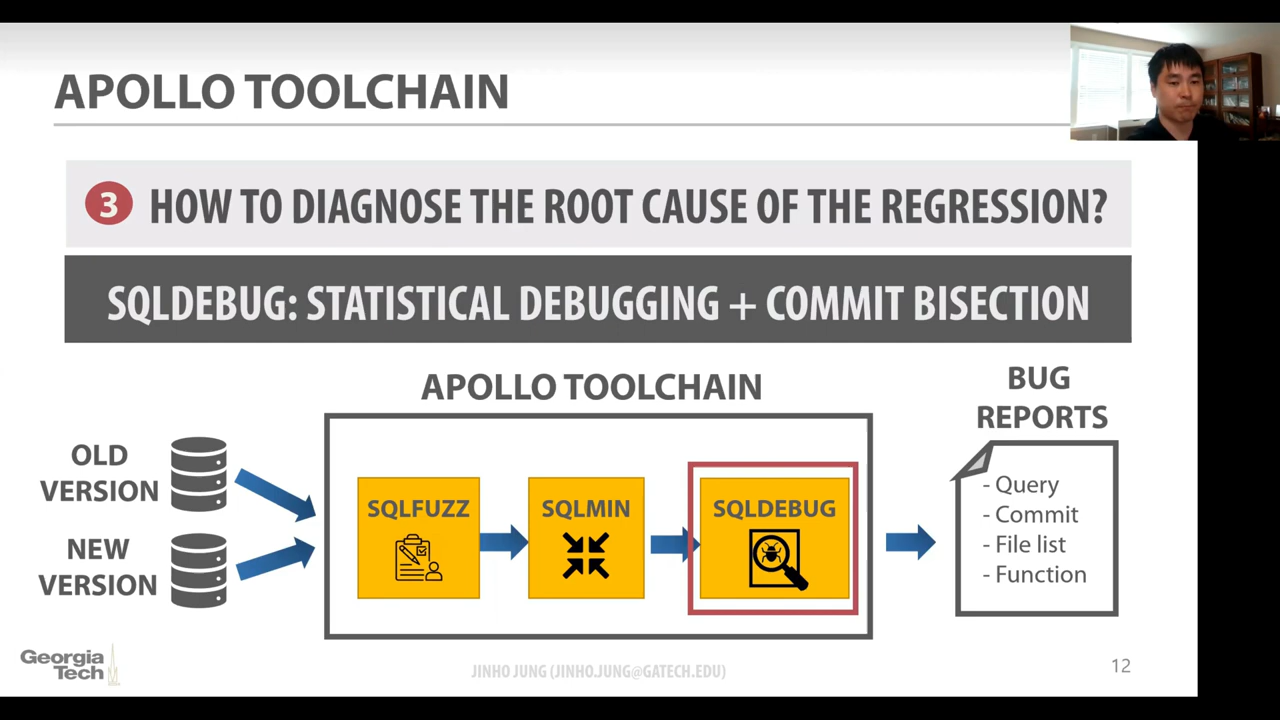 APOLLO TOOLCHAIN
3 HOW TO DIAGNOSE THE ROOT CAUSE OF THE REGRESSION?
SQLDEBUG: STATISTICAL DEBUGGING + COMMIT BISECTION
APOLLO TOOLCHAIN
BUG
REPORTS
OLD
VERSION
NEW
VERSION
SQLFUZZ
SQLMIN
SQLDEBUG
- Query
- Commit
- File list
- Function
Georgia
Tech
JINHO JUNG (JINHO.JUNG@GATECH.EDU)
12